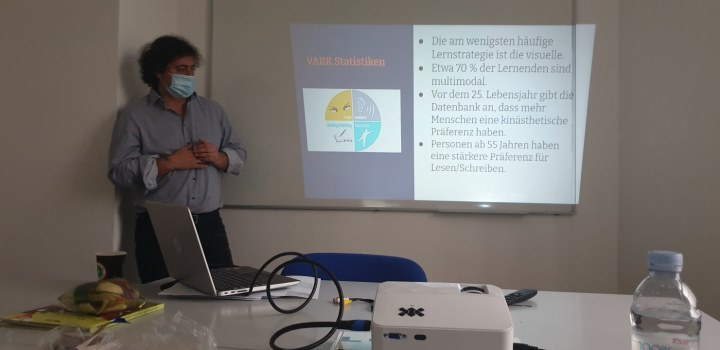 VARK Statistiken
• Die am wenigsten häufige
Lernstrategie ist die visuelle.
• Etwa 70 % der Lernenden sind
multimodal.
• Vor dem 25. Lebensjahr gibt die
Datenbank an, dass mehr
Menschen eine kinästhetische
Präferenz haben.
• Personen ab 55 Jahren haben
eine stärkere Präferenz für
Lesen/Schreiben.